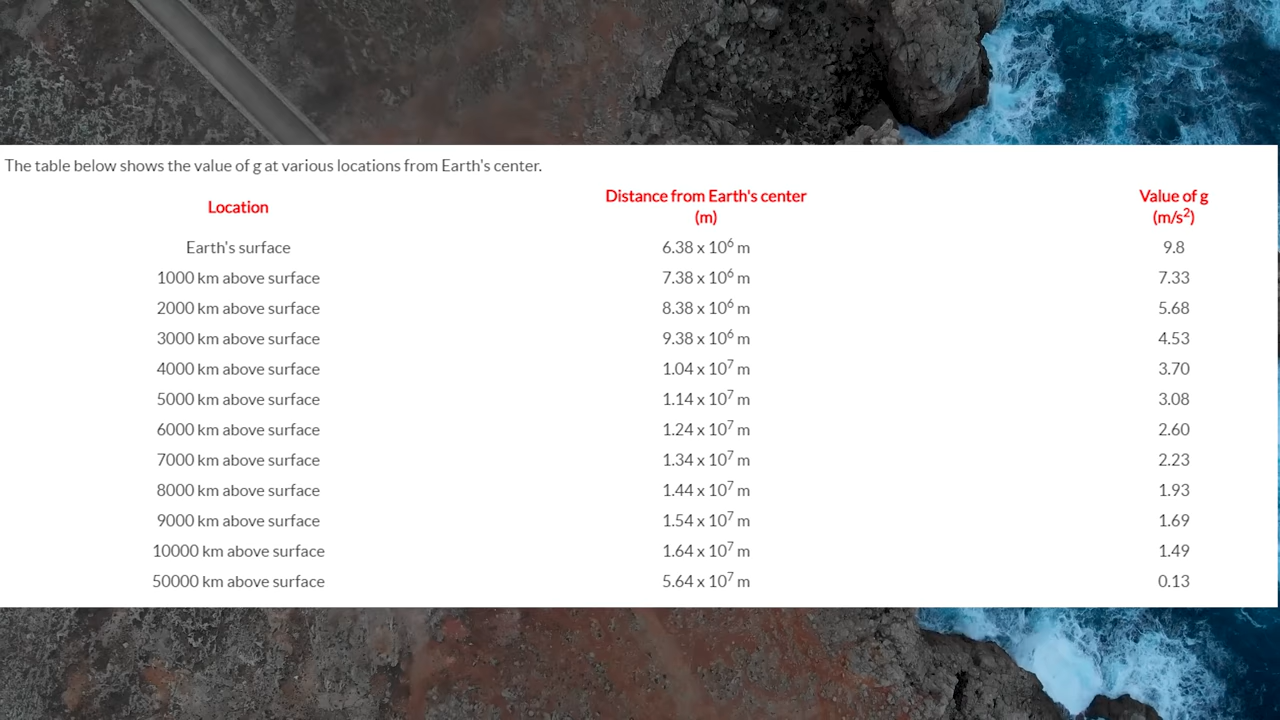 The table below shows the value of g at various locations from Earth's center.
Location Distance from Earth's center (m) Value of g (m/s²)
Earth's surface 6.38 x 10⁶ m 9.8
1000 km above surface 7.38 x 10⁶ m 7.33
2000 km above surface 8.38 x 10⁶ m 5.68
3000 km above surface 9.38 x 10⁶ m 4.53
4000 km above surface 1.04 x 10⁷ m 3.70
5000 km above surface 1.14 x 10⁷ m 3.08
6000 km above surface 1.24 x 10⁷ m 2.60
7000 km above surface 1.34 x 10⁷ m 2.23
8000 km above surface 1.44 x 10⁷ m 1.93
9000 km above surface 1.54 x 10⁷ m 1.69
10000 km above surface 1.64 x 10⁷ m 1.49
50000 km above surface 5.64 x 10⁷ m 0.13